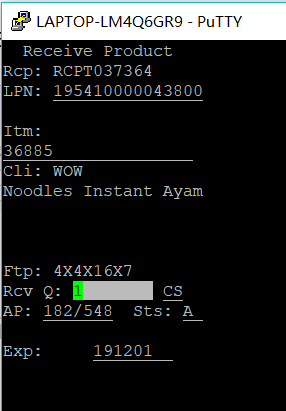 LAPTOP-LM4Q6GR9 - PuTTY
Receive Product
Rcp: RCPT037364
LPN: 195410000043800
Itm:
36885
Cli: WOW
Noodles Instant Ayam
Ftp: 4X4X16X7
Rcv Q: 1 CS
AP: 182/548 Sts: A
Exp: 191201